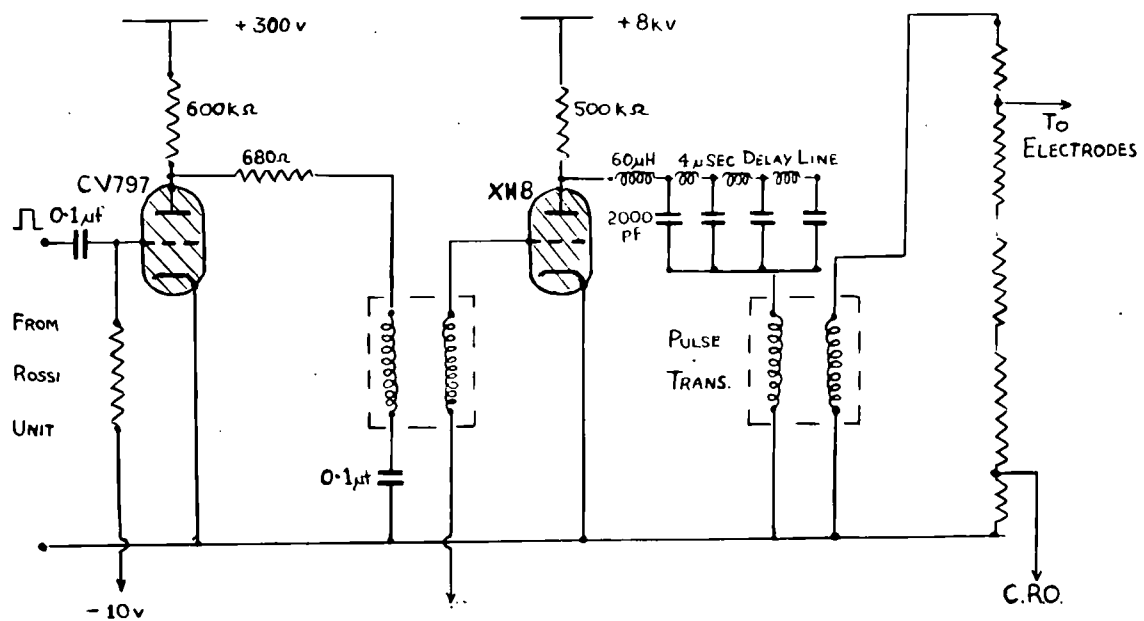 +300v
+8kv
600kΩ
500kΩ
680Ω
60μH 4μSEC DELAY LINE
TO
ELECTRODES
CV797
XH8
0.1μf
2000
pf
FROM
ROSSI
UNIT
PULSE
TRANS.
0.1μf
-10v
C.R.O.